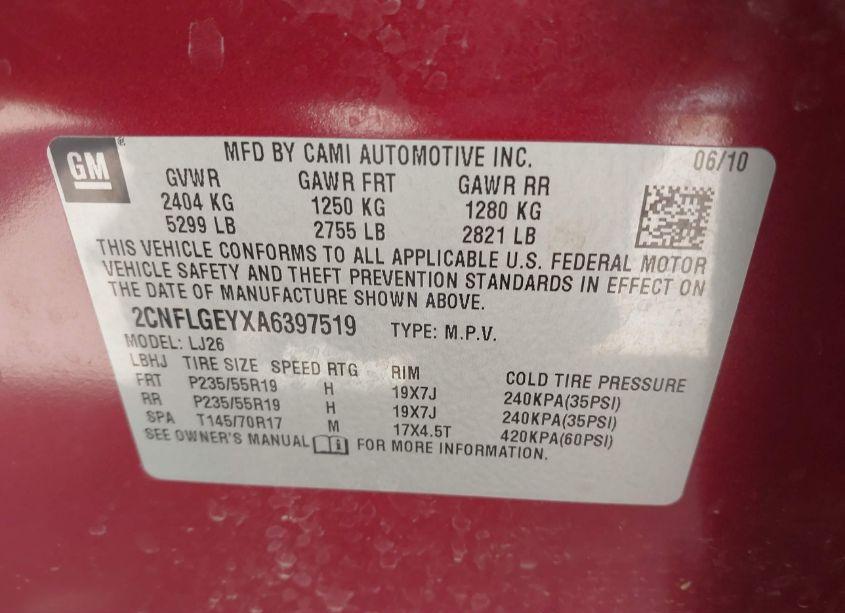 GM
MFD BY CAMI AUTOMOTIVE INC. 06/10
GVWR GAWR FRT GAWR RR
2404 KG 1250 KG 1280 KG
5299 LB 2755 LB 2821 LB
THIS VEHICLE CONFORMS TO ALL APPLICABLE U.S. FEDERAL MOTOR
VEHICLE SAFETY AND THEFT PREVENTION STANDARDS IN EFFECT ON
THE DATE OF MANUFACTURE SHOWN ABOVE.
2CNFLGEYXA6397519 TYPE: M.P.V.
MODEL: LJ26
LBHJ TIRE SIZE SPEED RTG RIM COLD TIRE PRESSURE
FRT P235/55R19 H 19X7J 240KPA(35PSI)
RR P235/55R19 H 19X7J 240KPA(35PSI)
SPA T145/70R17 M 17X4.5T 420KPA(60PSI)
SEE OWNER'S MANUAL FOR MORE INFORMATION.